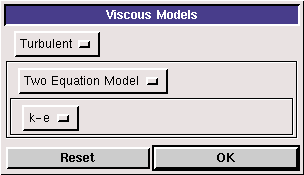 Viscous Models
Turbulent
Two Equation Model
k-e
Reset OK